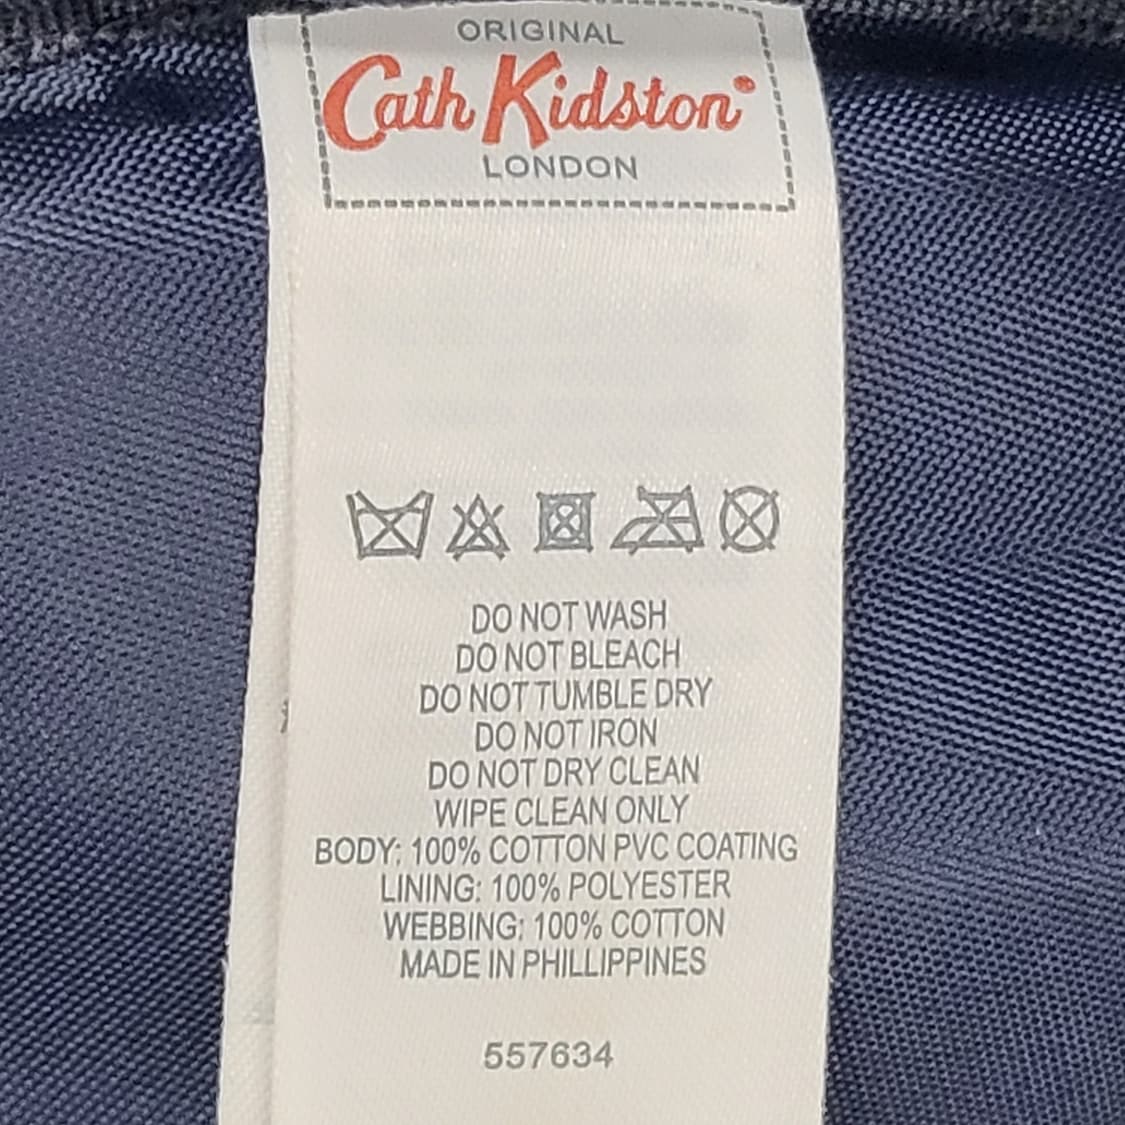 ORIGINAL
Cath Kidston
LONDON
DO NOT WASH
DO NOT BLEACH
DO NOT TUMBLE DRY
DO NOT IRON
DO NOT DRY CLEAN
WIPE CLEAN ONLY
BODY: 100% COTTON PVC COATING
LINING: 100% POLYESTER
WEBBING: 100% COTTON
MADE IN PHILLIPPINES
557634